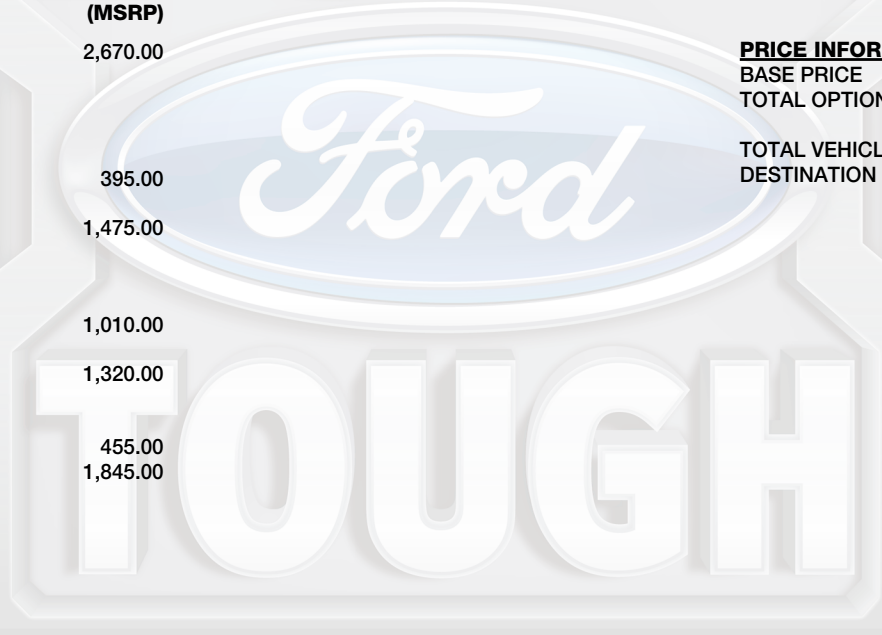 (MSRP)
2,670.00
395.00
1,475.00
1,010.00
1,320.00
455.00
1,845.00
PRICE INFOR
BASE PRICE
TOTAL OPTION
TOTAL VEHICL
DESTINATION
Ford
TOUGH